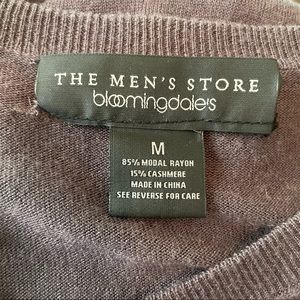 THE MEN'S STORE
bloomingdale's
M
85% MODAL RAYON
15% CASHMERE
MADE IN CHINA
SEE REVERSE FOR CARE